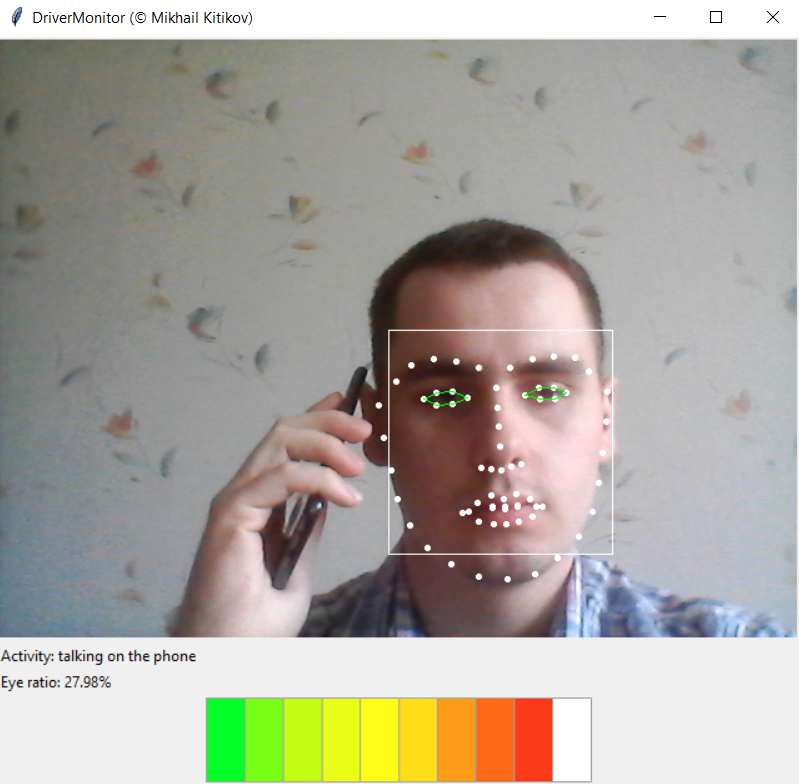 DriverMonitor (© Mikhail Kitikov)
Activity: talking on the phone
Eye ratio: 27.98%